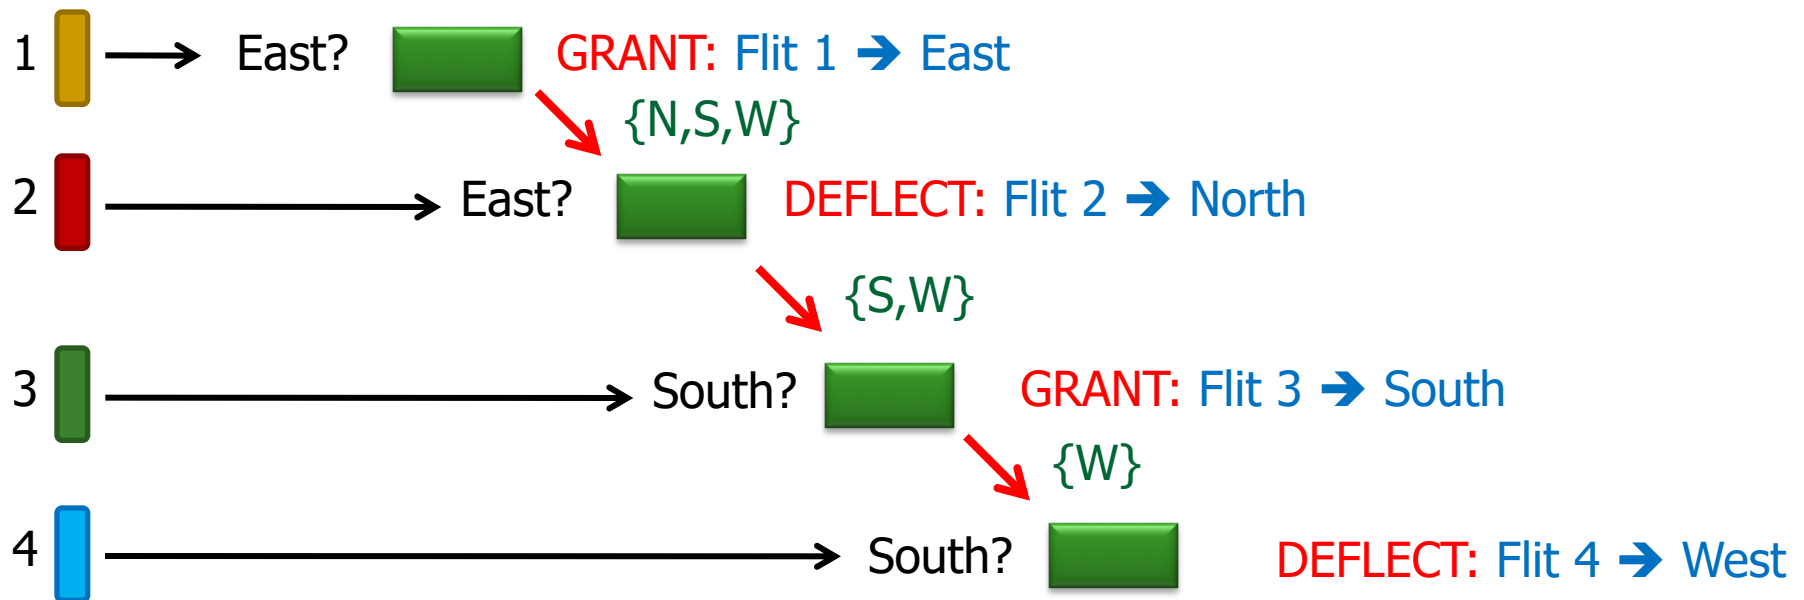 1 East? GRANT: Flit 1 ➔ East
{N,S,W}
2 East? DEFLECT: Flit 2 ➔ North
{S,W}
3 South? GRANT: Flit 3 ➔ South
{W}
4 South? DEFLECT: Flit 4 ➔ West